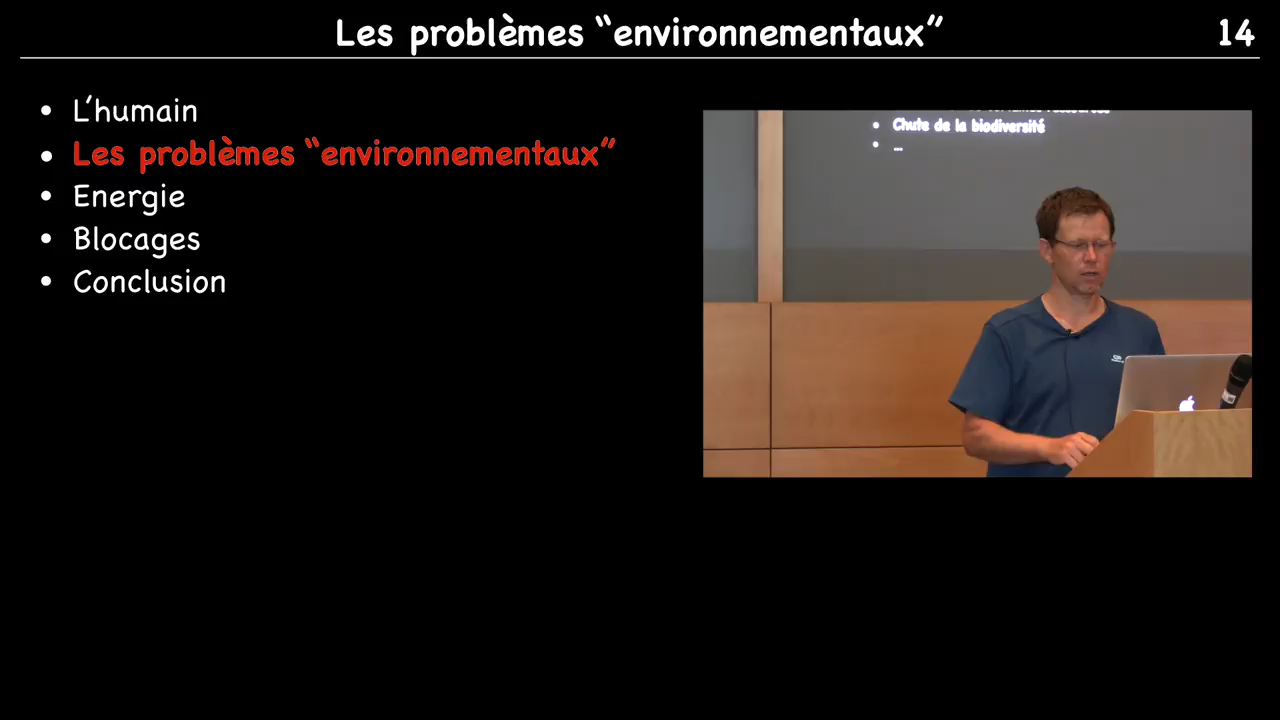 Les problèmes “environnementaux”
14
• L’humain
• Les problèmes “environnementaux”
• Energie
• Blocages
• Conclusion
• Chute de la biodiversité
• ...